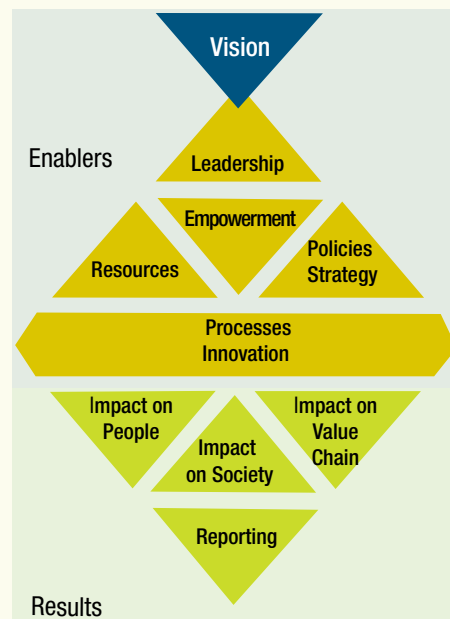 Vision
Enablers
Leadership
Empowerment
Resources
Policies
Strategy
Processes
Innovation
Impact on
People
Impact
on Society
Impact on
Value
Chain
Reporting
Results